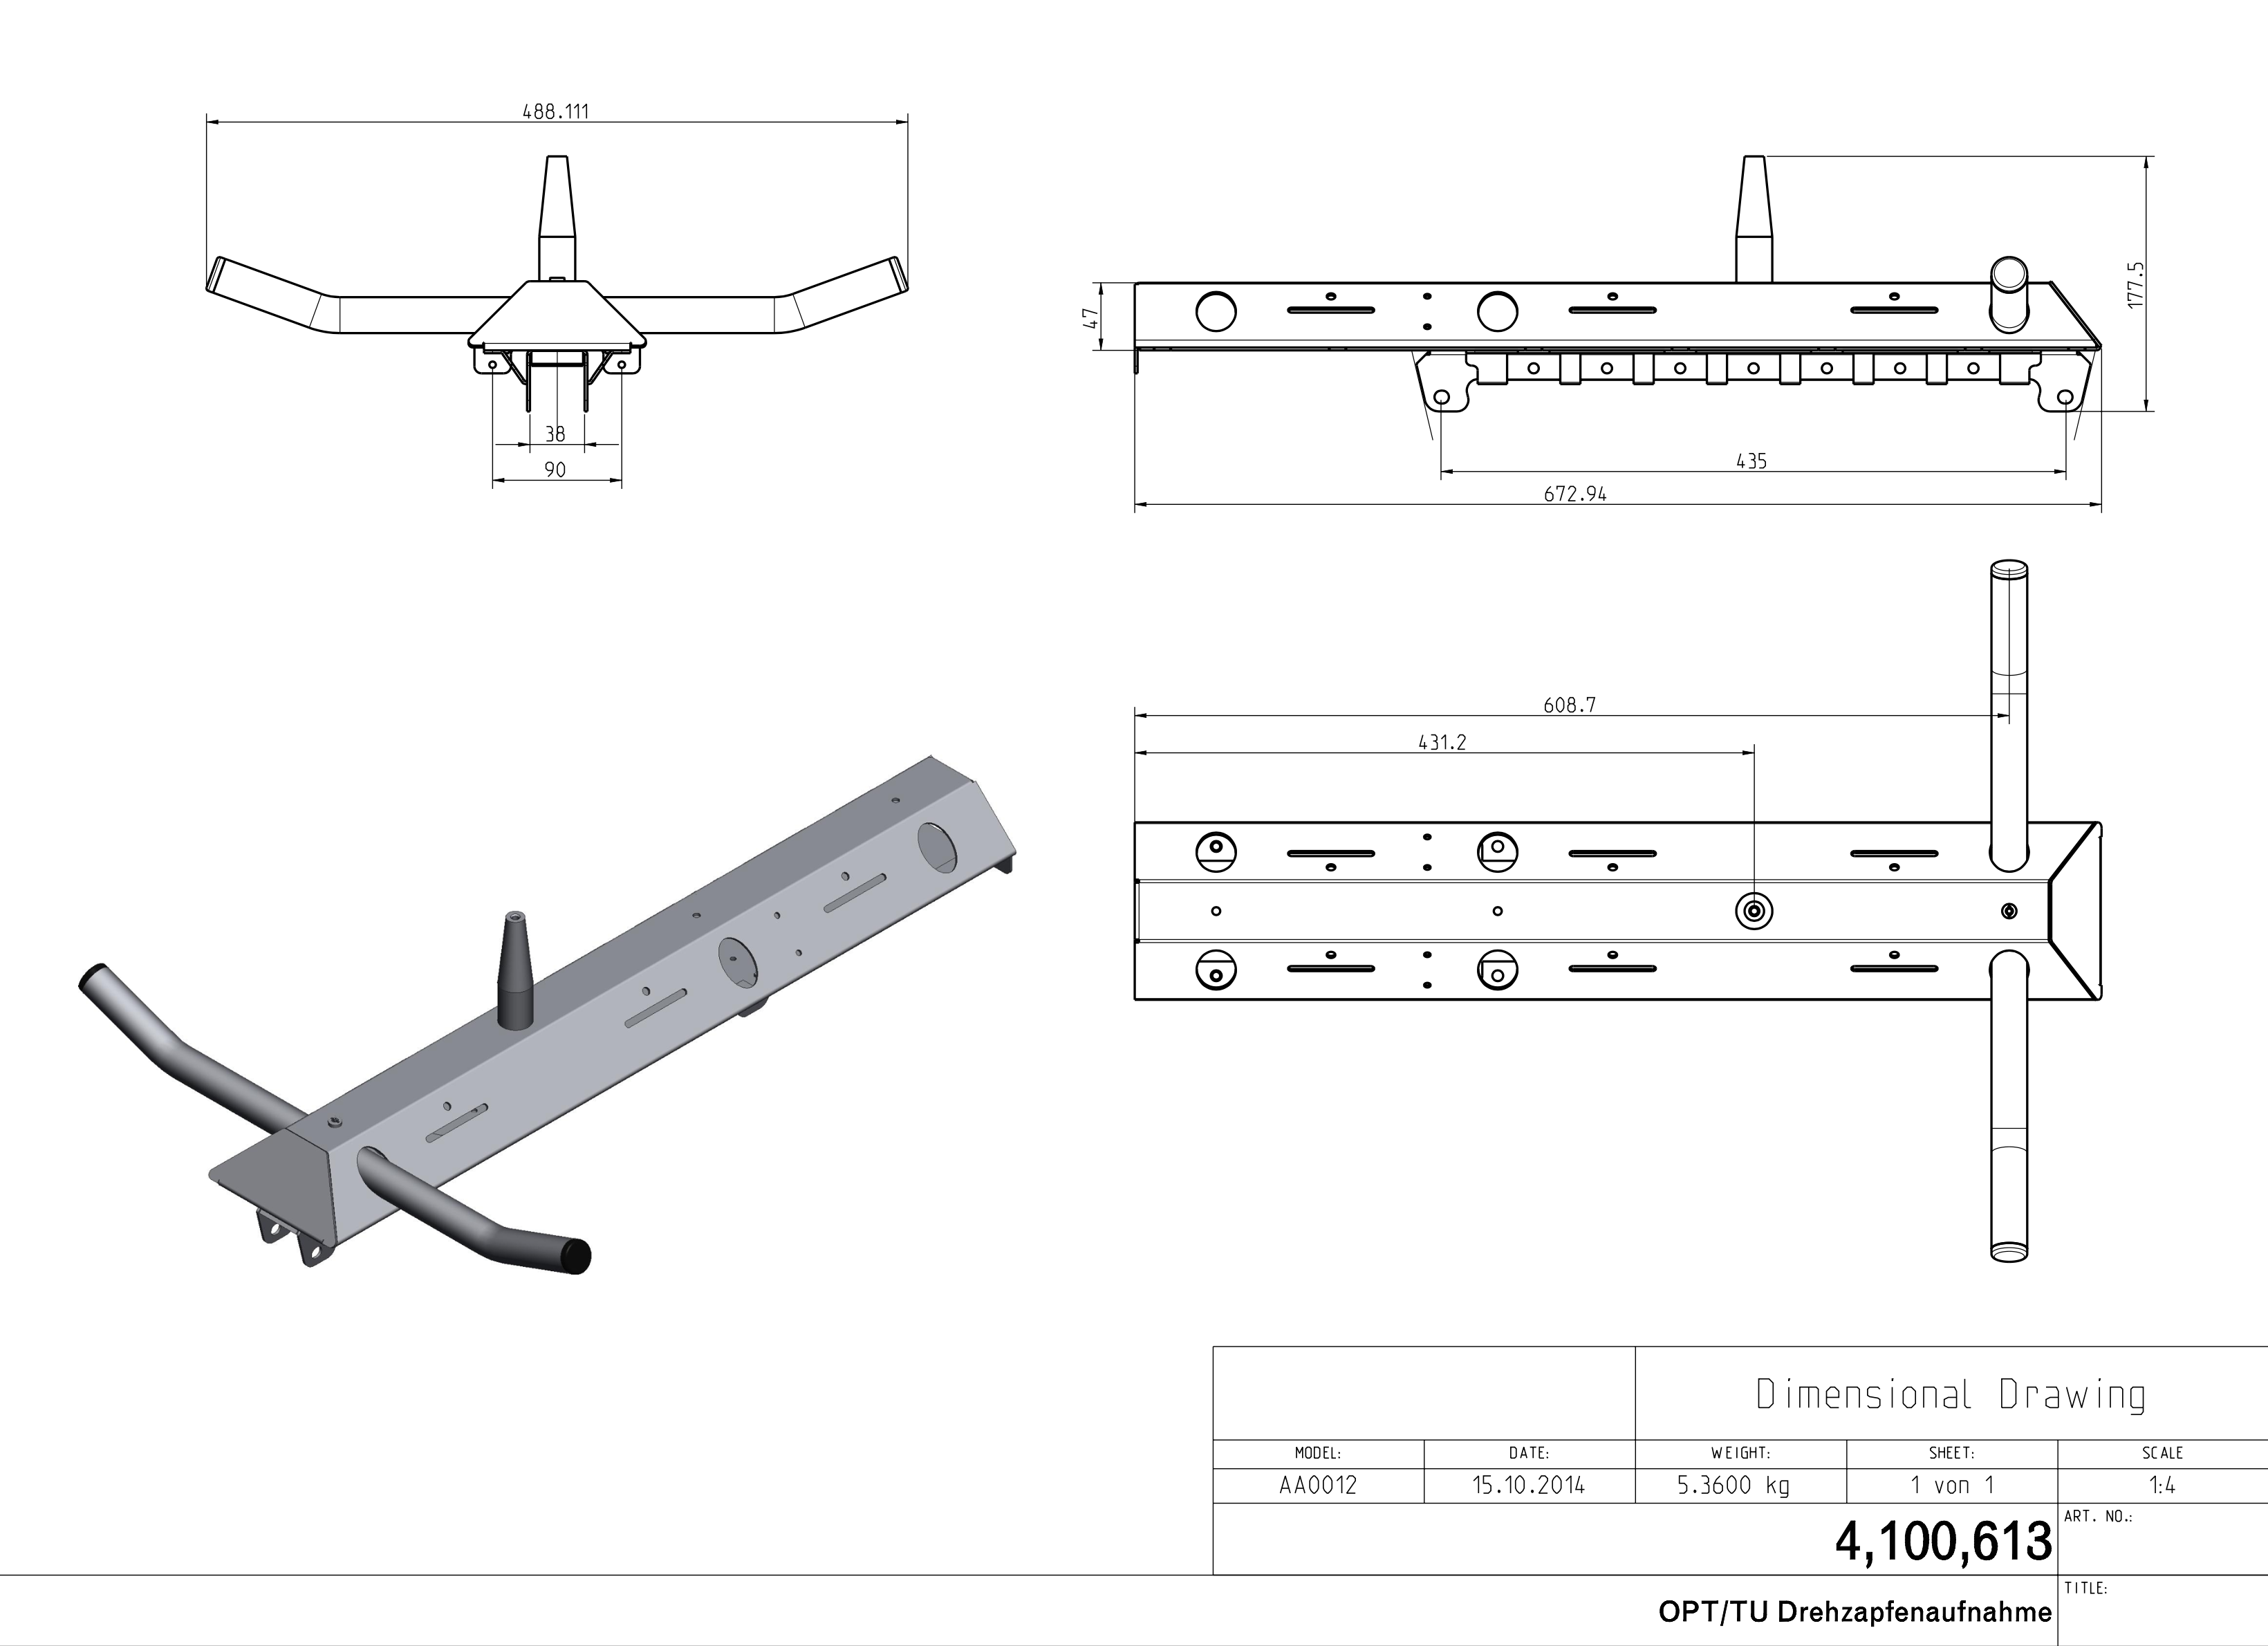 488.111
38
90
47
177.5
435
672.94
608.7
431.2
Dimensional Drawing
MODEL: DATE: WEIGHT: SHEET: SCALE
AA0012 15.10.2014 5.3600 kg 1 von 1 1:4
4,100,613 ART. NO.:
OPT/TU Drehzapfenaufnahme TITLE: